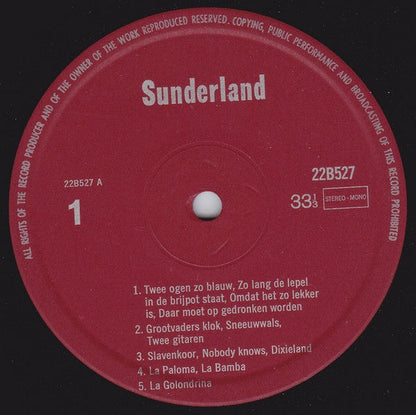 ALL RIGHTS OF THE RECORD PRODUCER AND OF THE OWNER OF THE WORK REPRODUCED RESERVED. COPYING, PUBLIC PERFORMANCE AND BROADCASTING OF THIS RECORD PROHIBITED
Sunderland
22B527 A
1
22B527
33⅓
STEREO - MONO
1. Twee ogen zo blauw, Zo lang de lepel
in de brijpot staat, Omdat het zo lekker
is, Daar moet op gedronken worden
2. Grootvaders klok, Sneeuwwals,
Twee gitaren
3. Slavenkoor, Nobody knows, Dixieland
4. La Paloma, La Bamba
5. La Golondrina